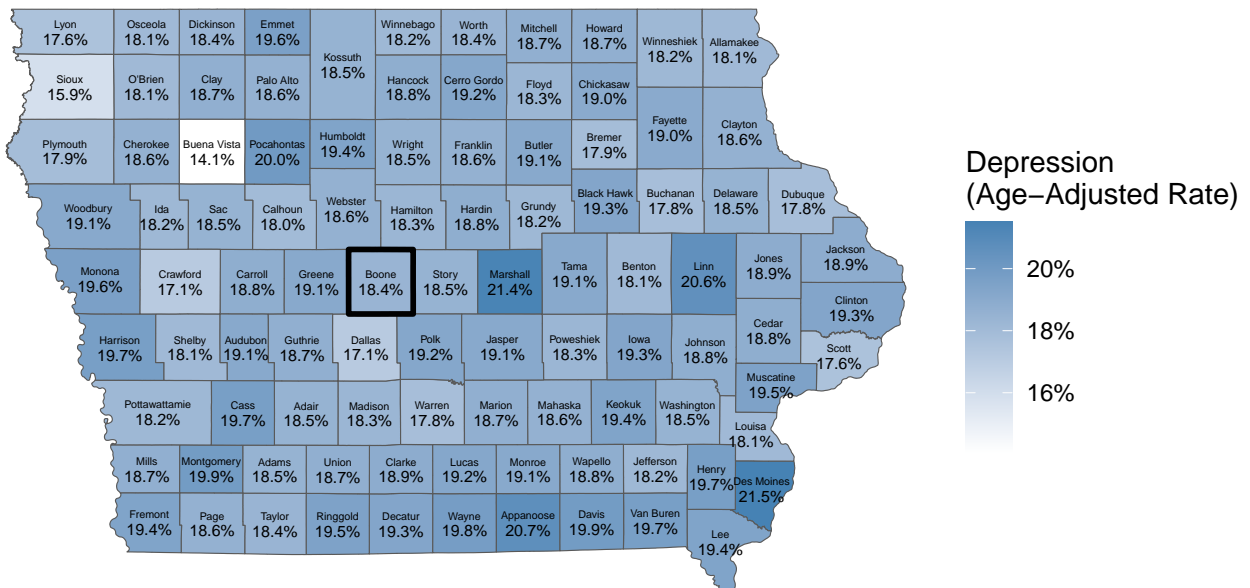 Lyon
17.6%
Osceola
18.1%
Dickinson
18.4%
Emmet
19.6%
Kossuth
18.5%
Winnebago
18.2%
Worth
18.4%
Mitchell
18.7%
Howard
18.7%
Winneshiek
18.2%
Allamakee
18.1%
Sioux
15.9%
O'Brien
18.1%
Clay
18.7%
Palo Alto
18.6%
Hancock
18.8%
Cerro Gordo
19.2%
Floyd
18.3%
Chickasaw
19.0%
Fayette
19.0%
Clayton
18.6%
Plymouth
17.9%
Cherokee
18.6%
Buena Vista
14.1%
Pocahontas
20.0%
Humboldt
19.4%
Wright
18.5%
Franklin
18.6%
Butler
19.1%
Bremer
17.9%
Woodbury
19.1%
Ida
18.2%
Sac
18.5%
Calhoun
18.0%
Webster
18.6%
Hamilton
18.3%
Hardin
18.8%
Grundy
18.2%
Black Hawk
19.3%
Buchanan
17.8%
Delaware
18.5%
Dubuque
17.8%
Monona
19.6%
Crawford
17.1%
Carroll
18.8%
Greene
19.1%
Boone
18.4%
Story
18.5%
Marshall
21.4%
Tama
19.1%
Benton
18.1%
Linn
20.6%
Jones
18.9%
Jackson
18.9%
Clinton
19.3%
Harrison
19.7%
Shelby
18.1%
Audubon
19.1%
Guthrie
18.7%
Dallas
17.1%
Polk
19.2%
Jasper
19.1%
Poweshiek
18.3%
Iowa
19.3%
Johnson
18.8%
Cedar
18.8%
Scott
17.6%
Muscatine
19.5%
Pottawattamie
18.2%
Cass
19.7%
Adair
18.5%
Madison
18.3%
Warren
17.8%
Marion
18.7%
Mahaska
18.6%
Keokuk
19.4%
Washington
18.5%
Louisa
18.1%
Mills
18.7%
Montgomery
19.9%
Adams
18.5%
Union
18.7%
Clarke
18.9%
Lucas
19.2%
Monroe
19.1%
Wapello
18.8%
Jefferson
18.2%
Henry
19.7%
Des Moines
21.5%
Fremont
19.4%
Page
18.6%
Taylor
18.4%
Ringgold
19.5%
Decatur
19.3%
Wayne
19.8%
Appanoose
20.7%
Davis
19.9%
Van Buren
19.7%
Lee
19.4%
Depression
(Age−Adjusted Rate)
20%
18%
16%